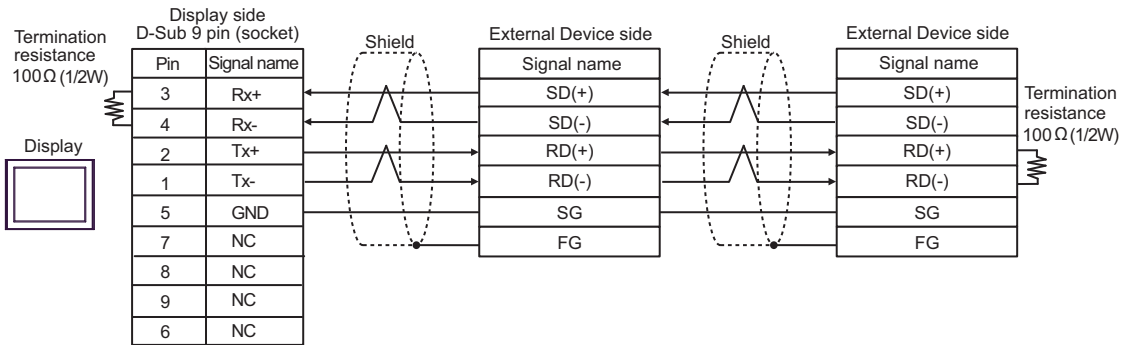 Termination
resistance
100Ω (1/2W)
Display
Display side
D-Sub 9 pin (socket)
Pin Signal name
3 Rx+
4 Rx-
2 Tx+
1 Tx-
5 GND
7 NC
8 NC
9 NC
6 NC
Shield
External Device side
Signal name
SD(+)
SD(-)
RD(+)
RD(-)
SG
FG
Shield
External Device side
Signal name
SD(+)
SD(-)
RD(+)
RD(-)
SG
FG
Termination
resistance
100Ω (1/2W)